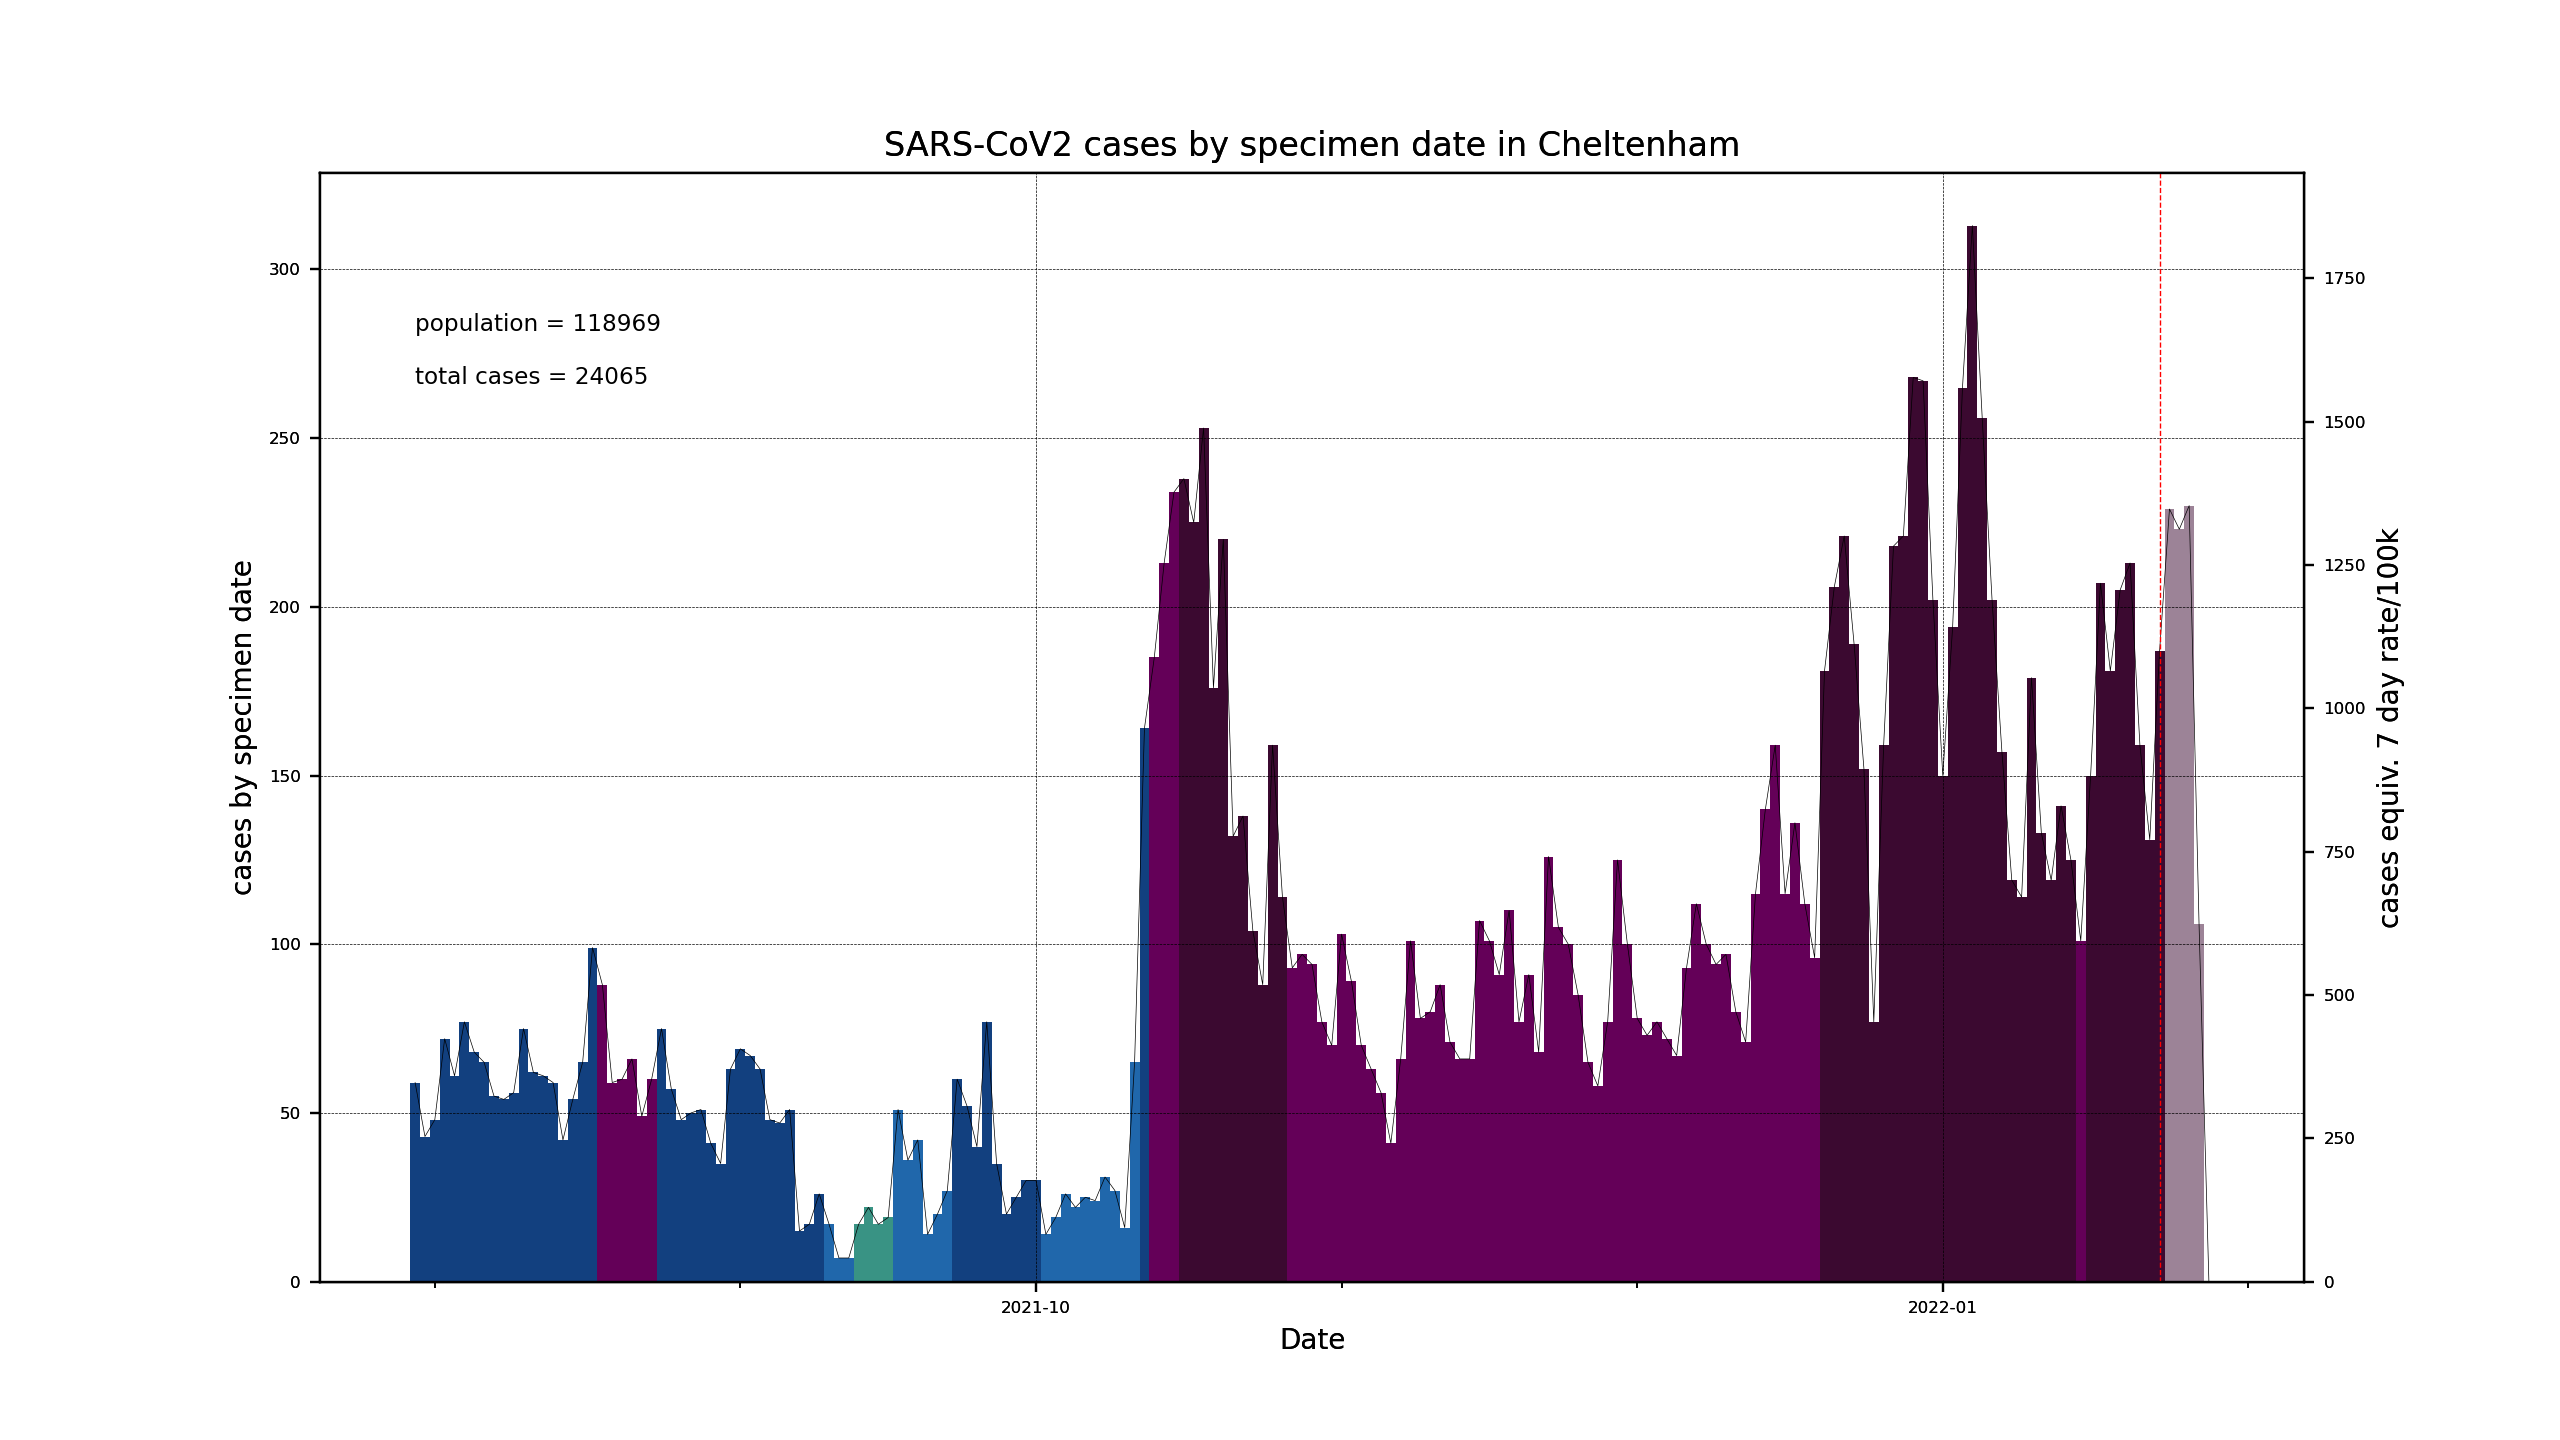 SARS-CoV2 cases by specimen date in Cheltenham
population = 118969
total cases = 24065
cases by specimen date
300
250
200
150
100
50
0
1750
1500
1250
1000
750
500
250
0
cases equiv. 7 day rate/100k
2021-10
2022-01
Date